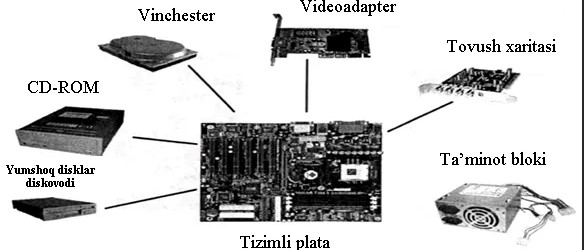 Vinchester
Videoadapter
Tovush xaritasi
CD-ROM
Yumshoq disklar
diskovodi
Ta’minot bloki
Tizimli plata